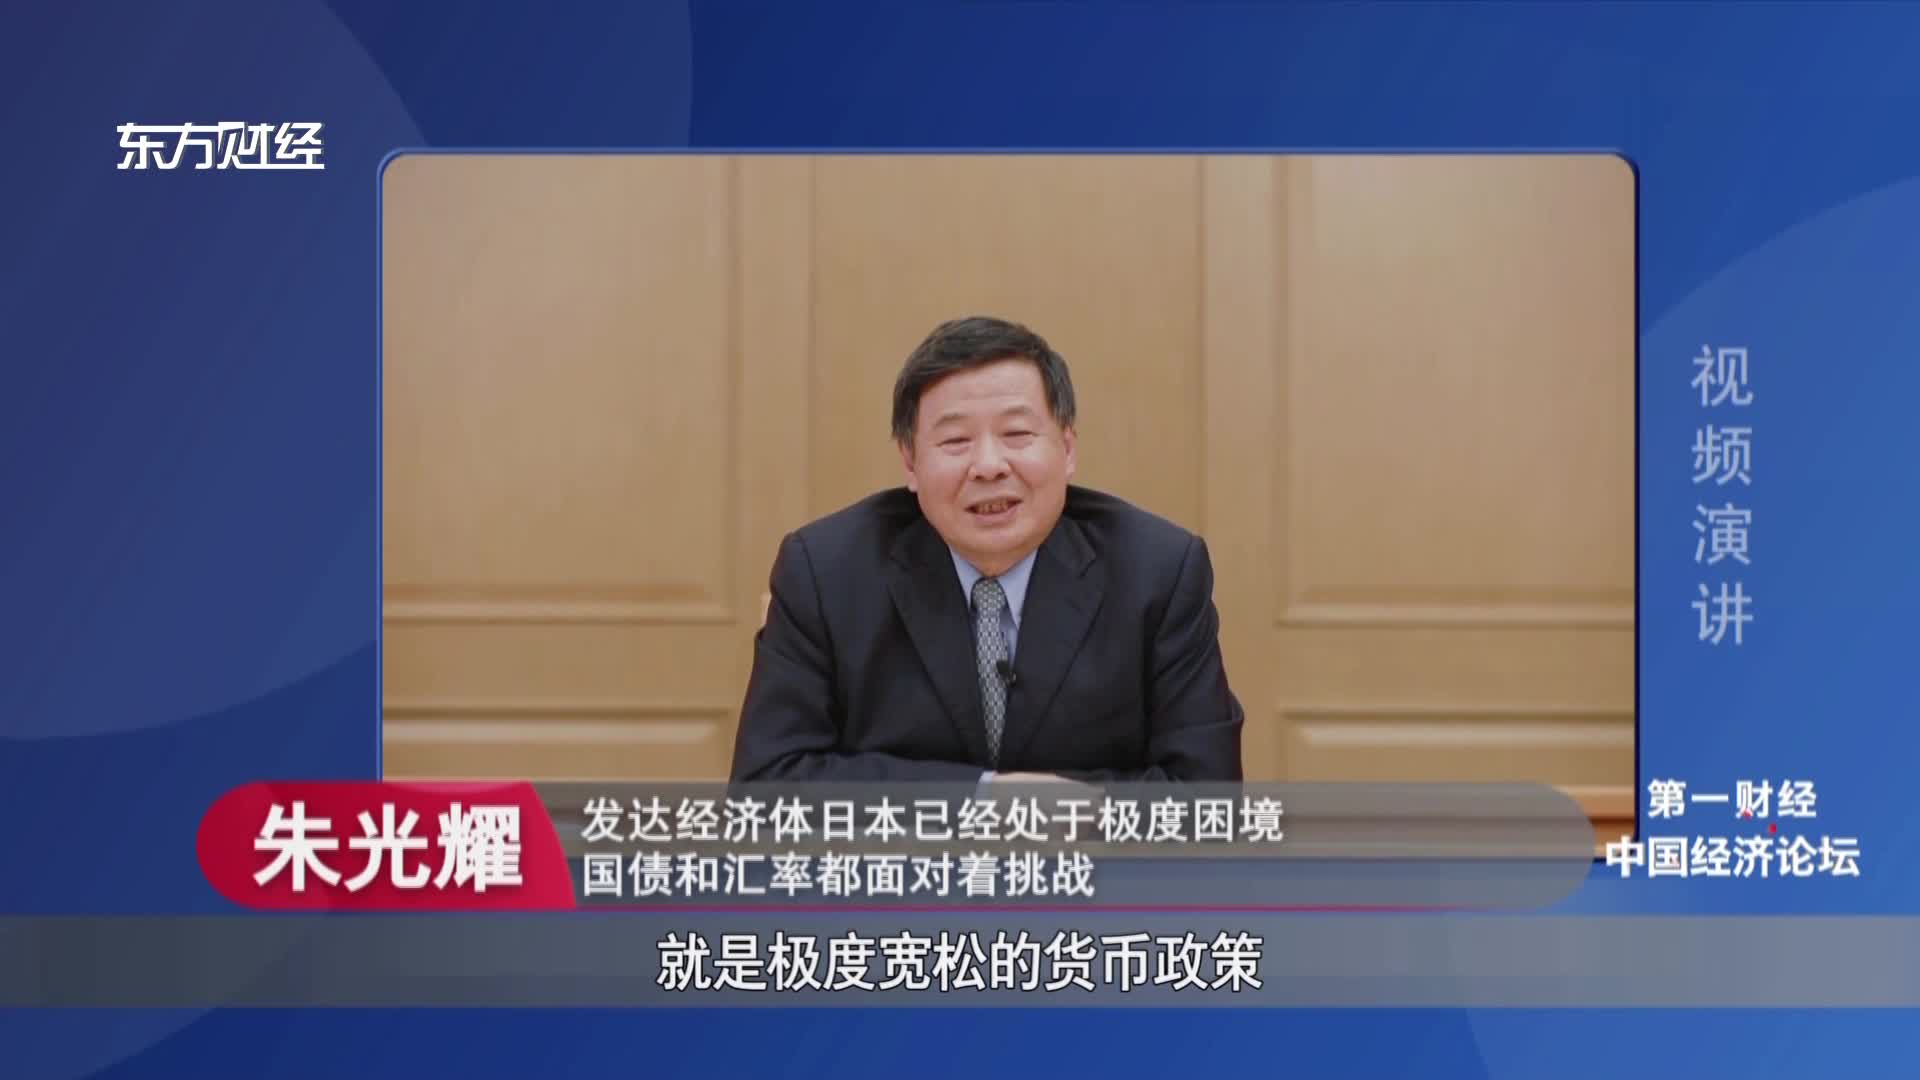 东方财经
视频演讲
朱光耀
发达经济体日本已经处于极度困境
国债和汇率都面对着挑战
第一财经
中国经济论坛
就是极度宽松的货币政策